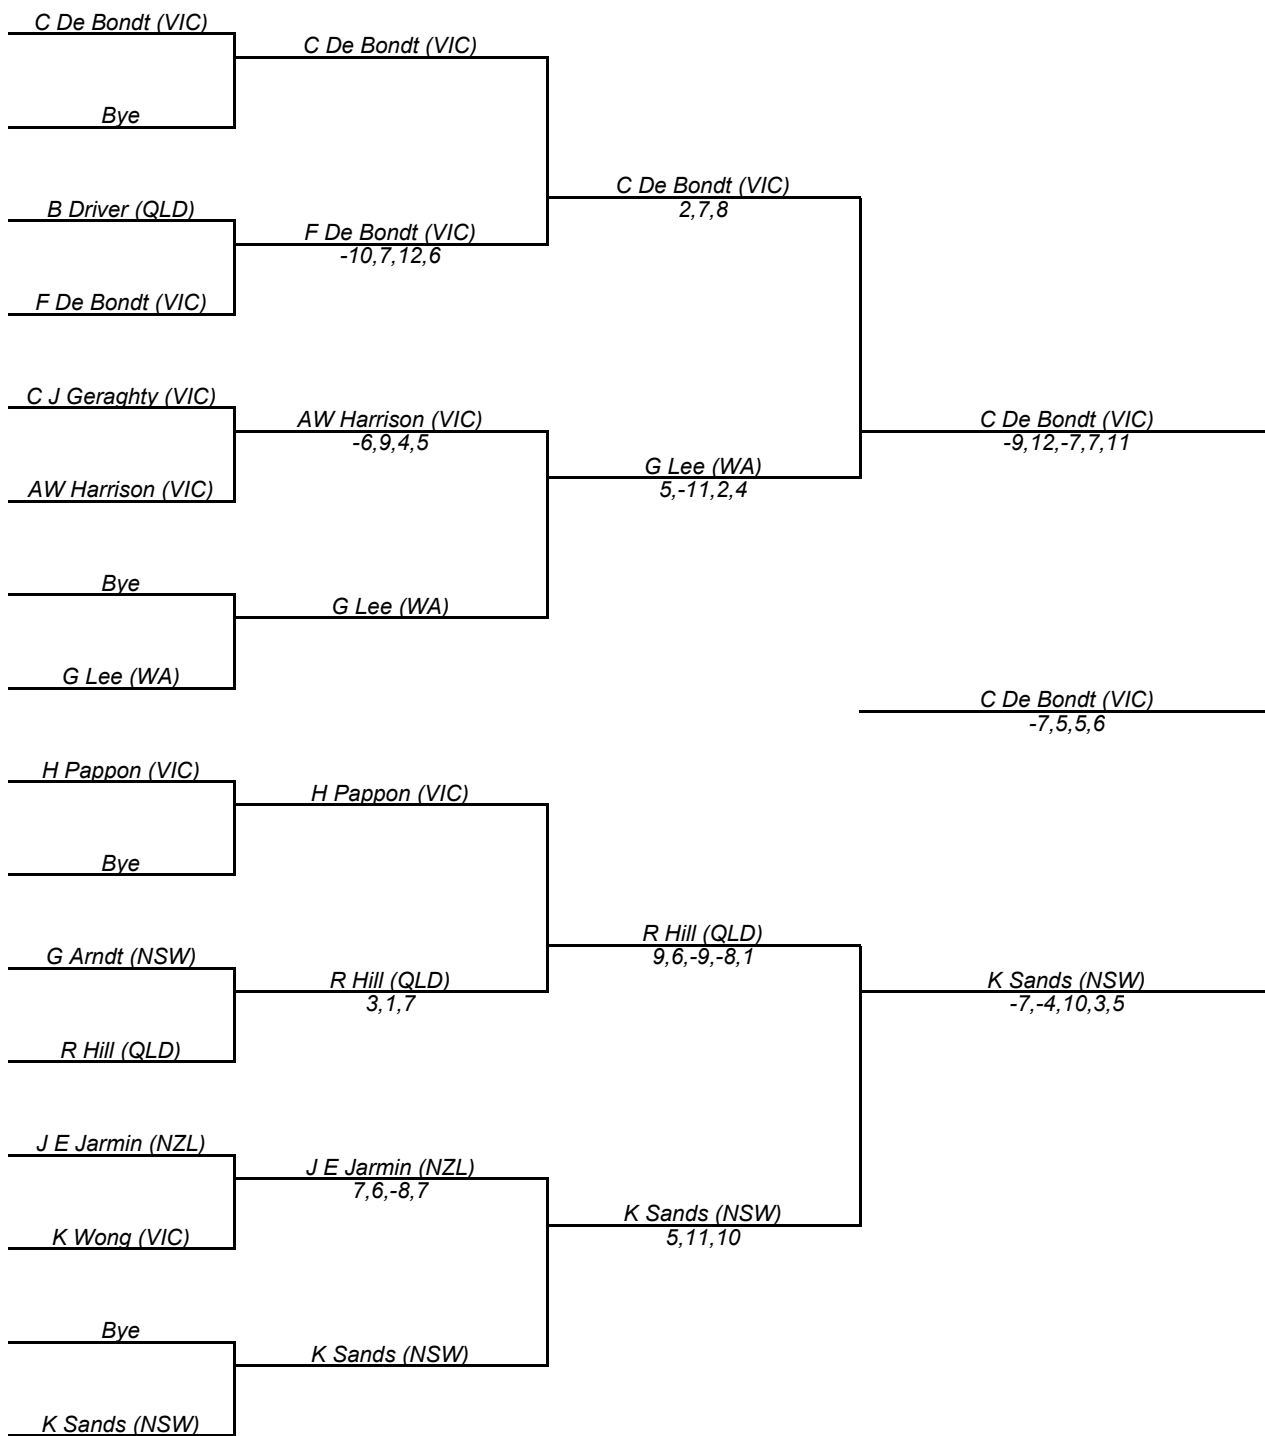 C De Bondt (VIC)
Bye
B Driver (QLD)
F De Bondt (VIC)
C J Geraghty (VIC)
AW Harrison (VIC)
Bye
G Lee (WA)
H Pappon (VIC)
Bye
G Arndt (NSW)
R Hill (QLD)
J E Jarmin (NZL)
K Wong (VIC)
Bye
K Sands (NSW)
C De Bondt (VIC)
F De Bondt (VIC)
-10,7,12,6
AW Harrison (VIC)
-6,9,4,5
G Lee (WA)
H Pappon (VIC)
R Hill (QLD)
3,1,7
J E Jarmin (NZL)
7,6,-8,7
K Sands (NSW)
C De Bondt (VIC)
2,7,8
G Lee (WA)
5,-11,2,4
R Hill (QLD)
9,6,-9,-8,1
K Sands (NSW)
5,11,10
C De Bondt (VIC)
-9,12,-7,7,11
C De Bondt (VIC)
-7,5,5,6
K Sands (NSW)
-7,-4,10,3,5